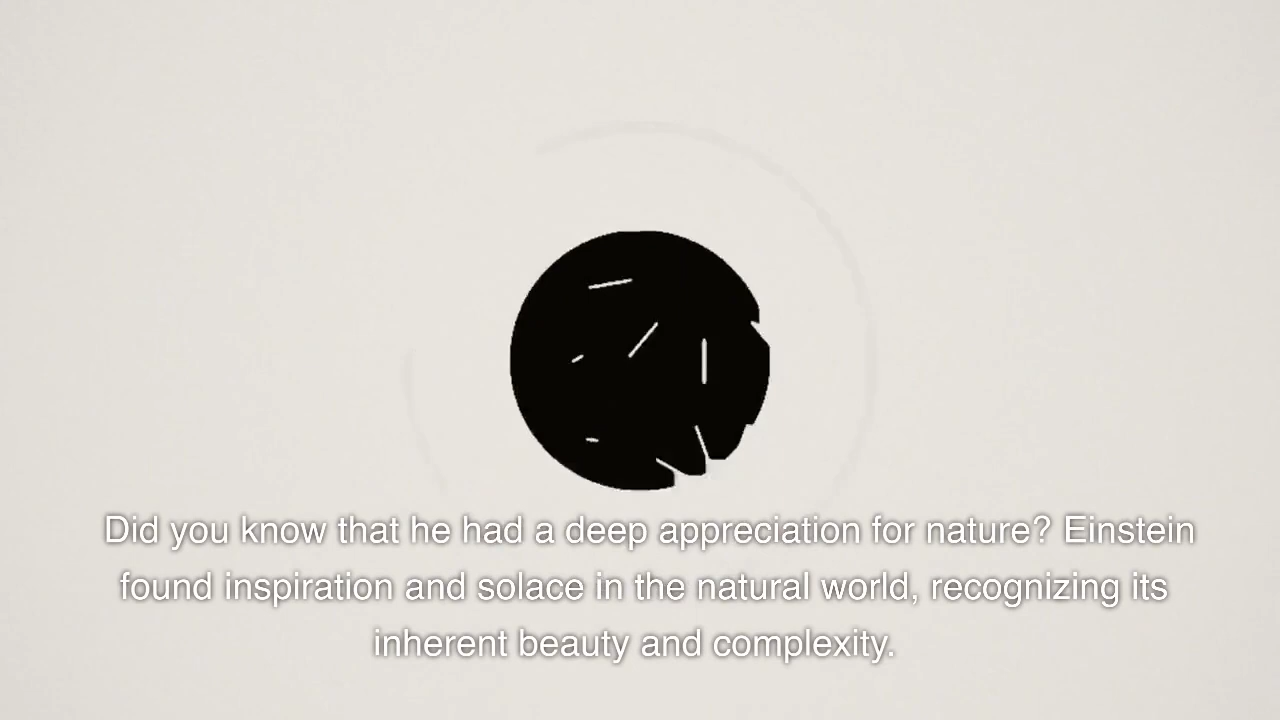 Did you know that he had a deep appreciation for nature? Einstein
found inspiration and solace in the natural world, recognizing its
inherent beauty and complexity.